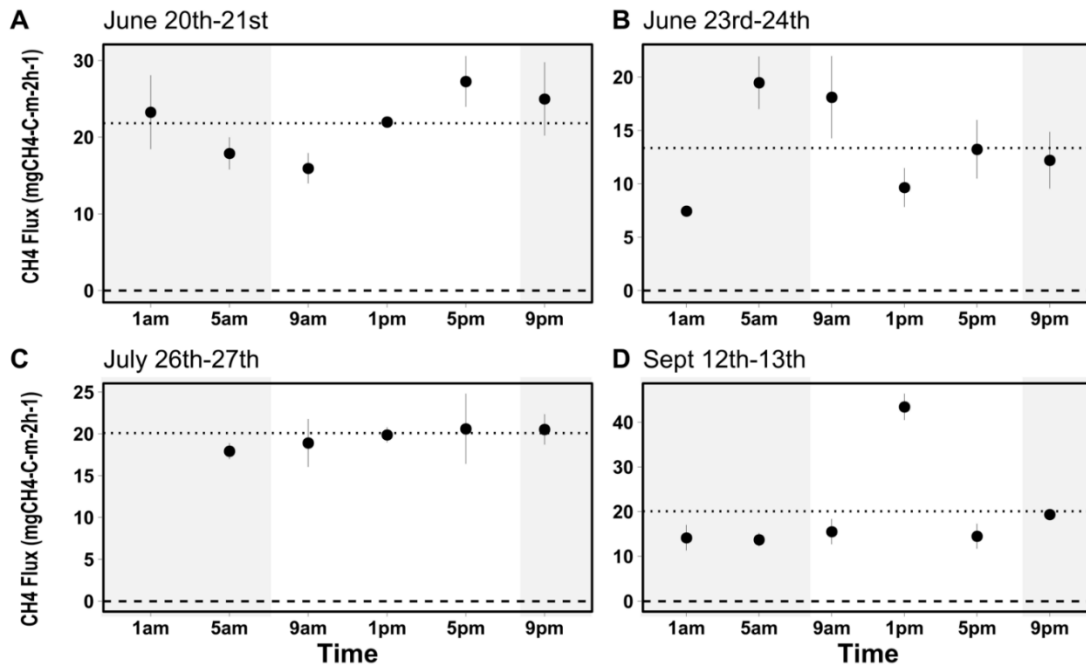 A June 20th-21st
B June 23rd-24th
CH4 Flux (mgCH4-C-m-2h-1)
30
20
10
0
1am 5am 9am 1pm 5pm 9pm
20
15
10
5
0
1am 5am 9am 1pm 5pm 9pm
C July 26th-27th
D Sept 12th-13th
CH4 Flux (mgCH4-C-m-2h-1)
25
20
15
10
5
0
1am 5am 9am 1pm 5pm 9pm
Time
40
30
20
10
0
1am 5am 9am 1pm 5pm 9pm
Time